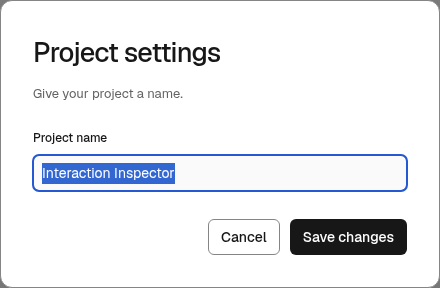 Project settings
Give your project a name.
Project name
Interaction Inspector
Cancel Save changes